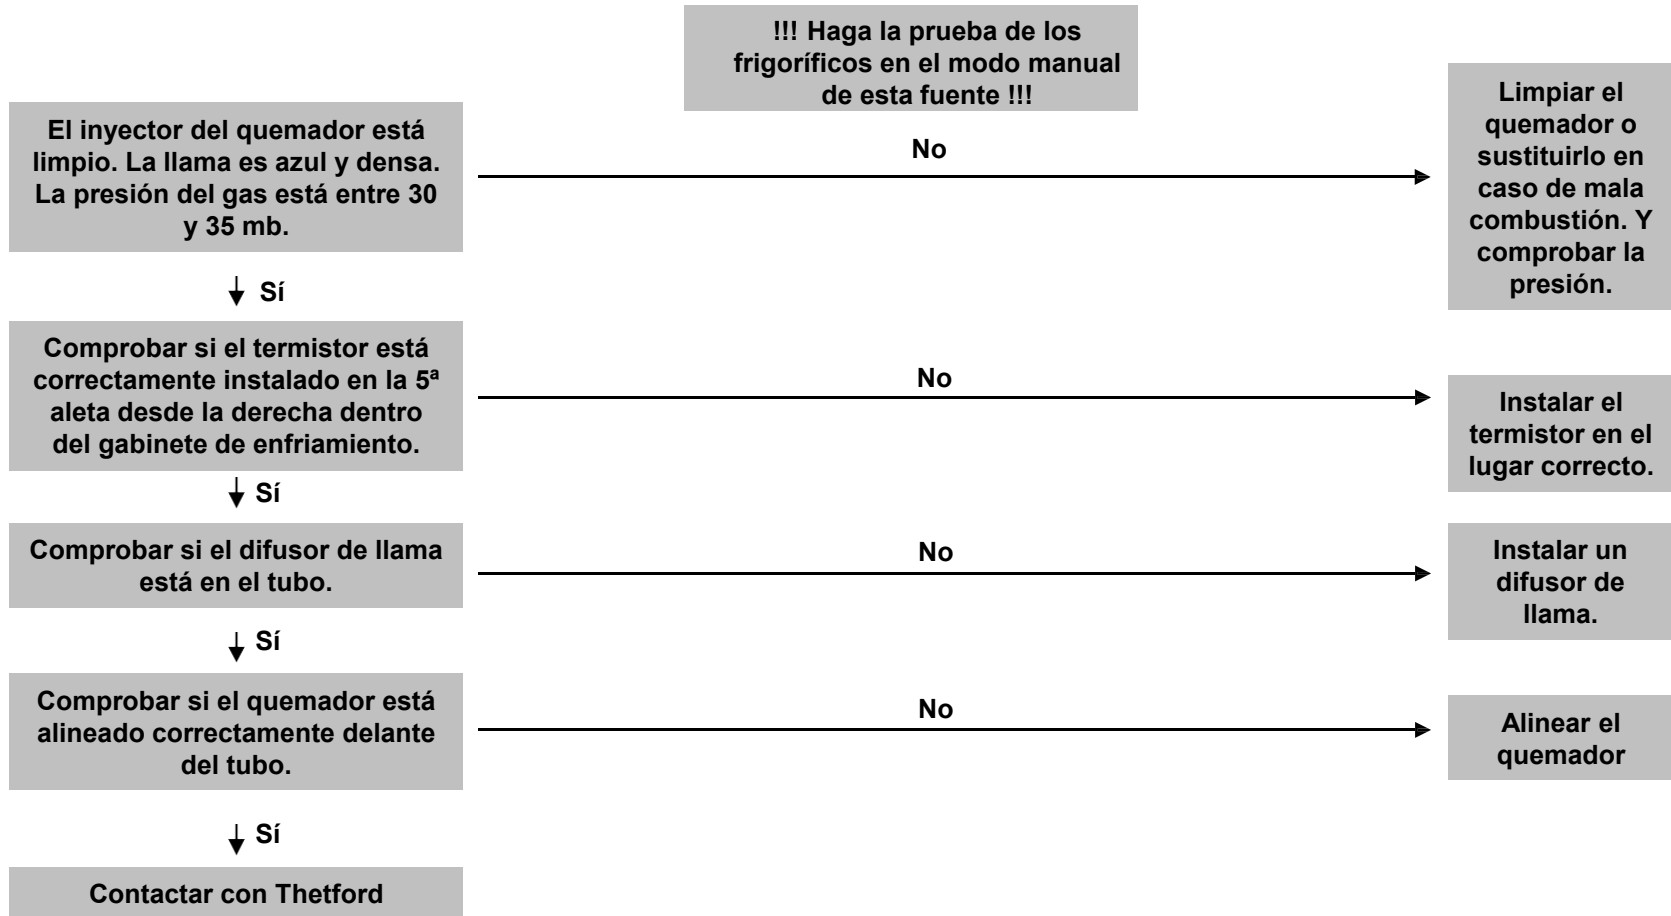 !!! Haga la prueba de los
frigoríficos en el modo manual
de esta fuente !!!
El inyector del quemador está
limpio. La llama es azul y densa.
La presión del gas está entre 30
y 35 mb.
No
Limpiar el
quemador o
sustituirlo en
caso de mala
combustión. Y
comprobar la
presión.
Sí
Comprobar si el termistor está
correctamente instalado en la 5ª
aleta desde la derecha dentro
del gabinete de enfriamiento.
No
Instalar el
termistor en el
lugar correcto.
Sí
Comprobar si el difusor de llama
está en el tubo.
No
Instalar un
difusor de
llama.
Sí
Comprobar si el quemador está
alineado correctamente delante
del tubo.
No
Alinear el
quemador
Sí
Contactar con Thetford